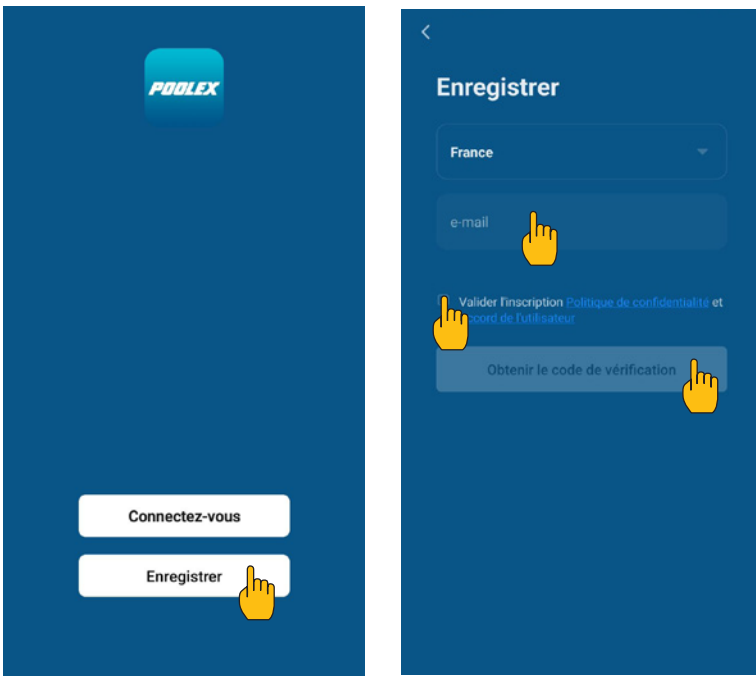 POOLEX
Connectez-vous
Enregistrer
Enregistrer
France
e-mail
Valider l'inscription Politique de confidentialité et
ccord de l'utilisateur
Obtenir le code de vérification